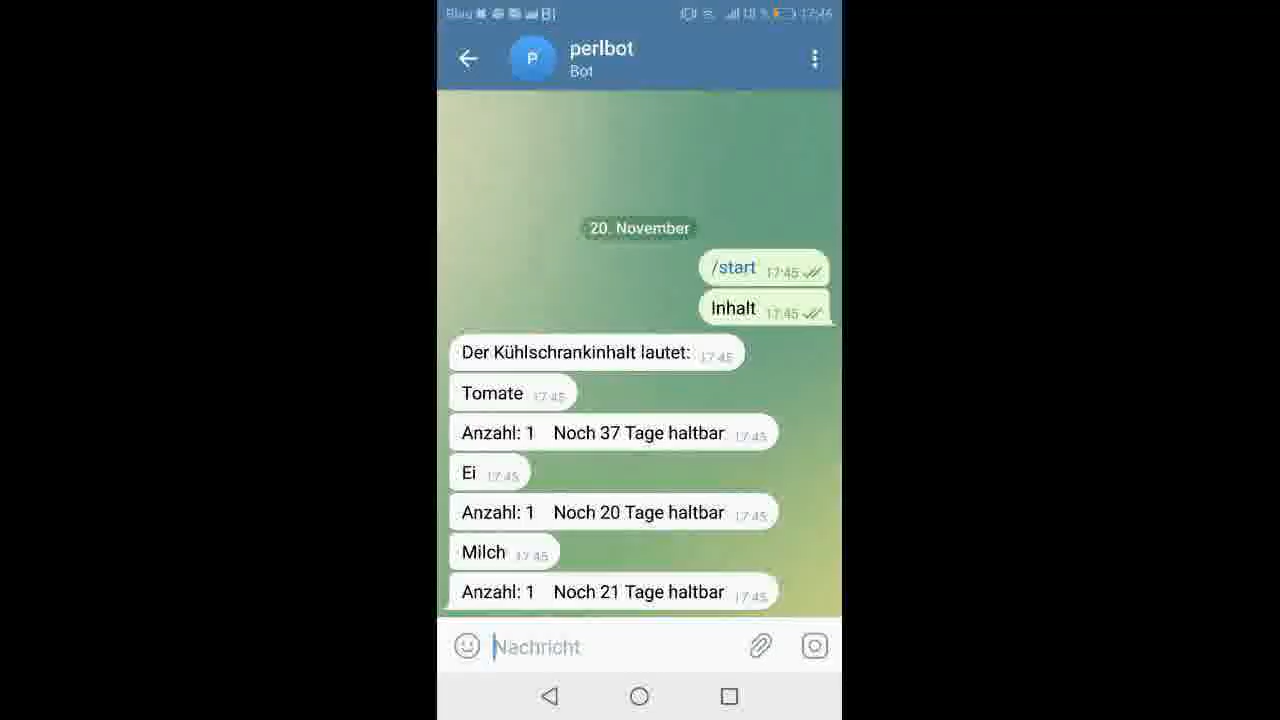 17:46
P
perlbot
Bot
20. November
/start 17:45
Inhalt 17:45
Der Kühlschrankinhalt lautet: 17:45
Tomate 17:45
Anzahl: 1 Noch 37 Tage haltbar 17:45
Ei 17:45
Anzahl: 1 Noch 20 Tage haltbar 17:45
Milch 17:45
Anzahl: 1 Noch 21 Tage haltbar 17:45
Nachricht